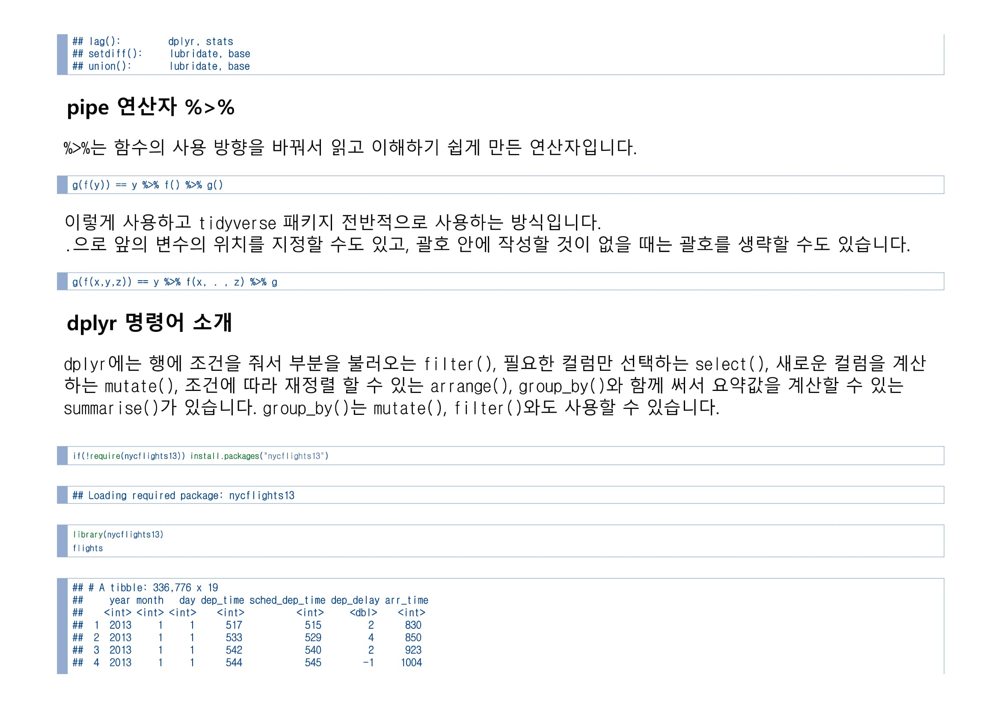 ## lag():         dplyr, stats
## setdiff():     lubridate, base
## union():       lubridate, base
pipe 연산자 %>%
%>%는 함수의 사용 방향을 바꿔서 읽고 이해하기 쉽게 만든 연산자입니다.
g(f(y)) == y %>% f() %>% g()
이렇게 사용하고 tidyverse 패키지 전반적으로 사용하는 방식입니다.
.으로 앞의 변수의 위치를 지정할 수도 있고, 괄호 안에 작성할 것이 없을 때는 괄호를 생략할 수도 있습니다.
g(f(x,y,z)) == y %>% f(x, . , z) %>% g
dplyr 명령어 소개
dplyr에는 행에 조건을 줘서 부분을 불러오는 filter(), 필요한 컬럼만 선택하는 select(), 새로운 컬럼을 계산
하는 mutate(), 조건에 따라 재정렬 할 수 있는 arrange(), group_by()와 함께 써서 요약값을 계산할 수 있는
summarise()가 있습니다. group_by()는 mutate(), filter()와도 사용할 수 있습니다.
if(!require(nycflights13)) install.packages("nycflights13")
## Loading required package: nycflights13
library(nycflights13)
flights
## # A tibble: 336,776 x 19
##     year month   day dep_time sched_dep_time dep_delay arr_time
##    <int> <int> <int>    <int>          <int>     <dbl>    <int>
##  1  2013     1     1      517            515         2      830
##  2  2013     1     1      533            529         4      850
##  3  2013     1     1      542            540         2      923
##  4  2013     1     1      544            545        -1     1004